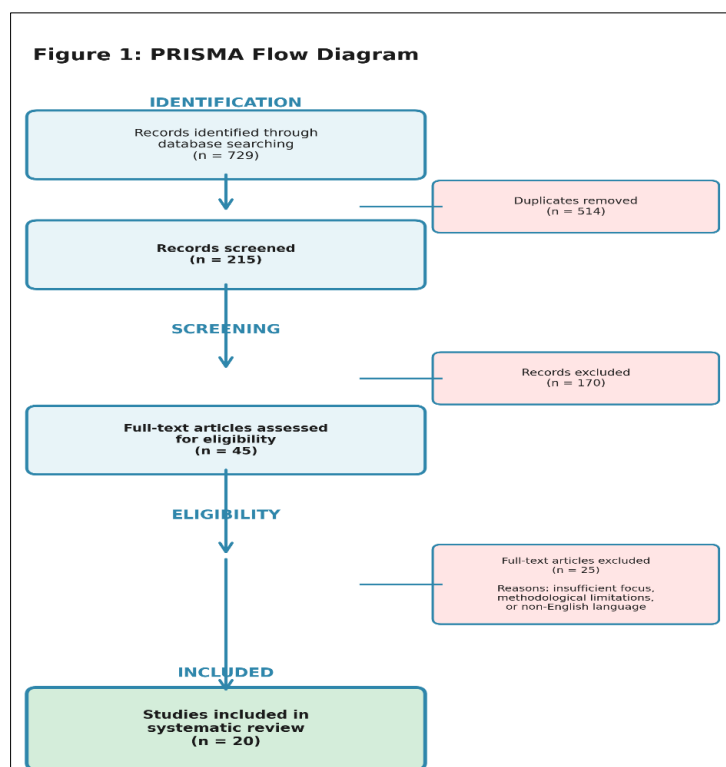 Figure 1: PRISMA Flow Diagram
IDENTIFICATION
Records identified through
database searching
(n = 729)
Duplicates removed
(n = 514)
Records screened
(n = 215)
SCREENING
Records excluded
(n = 170)
Full-text articles assessed
for eligibility
(n = 45)
ELIGIBILITY
Full-text articles excluded
(n = 25)
Reasons: insufficient focus,
methodological limitations,
or non-English language
INCLUDED
Studies included in
systematic review
(n = 20)